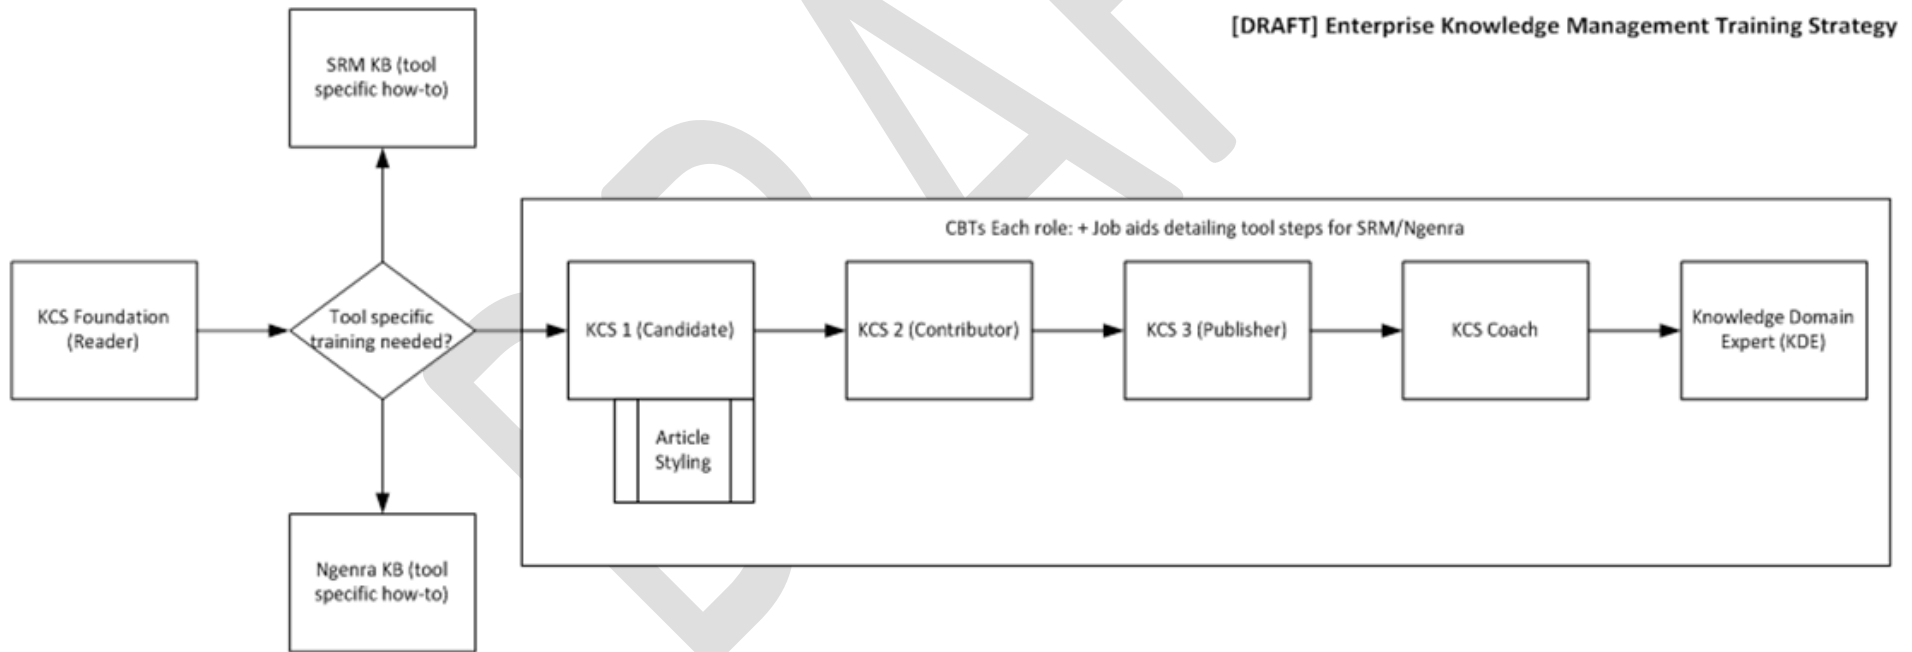 [DRAFT] Enterprise Knowledge Management Training Strategy
SRM KB (tool
specific how-to)
CBTs Each role: + Job aids detailing tool steps for SRM/Ngenra
KCS Foundation
(Reader)
Tool specific
training needed?
KCS 1 (Candidate)
KCS 2 (Contributor)
KCS 3 (Publisher)
KCS Coach
Knowledge Domain
Expert (KDE)
Article
Styling
Ngenra KB (tool
specific how-to)